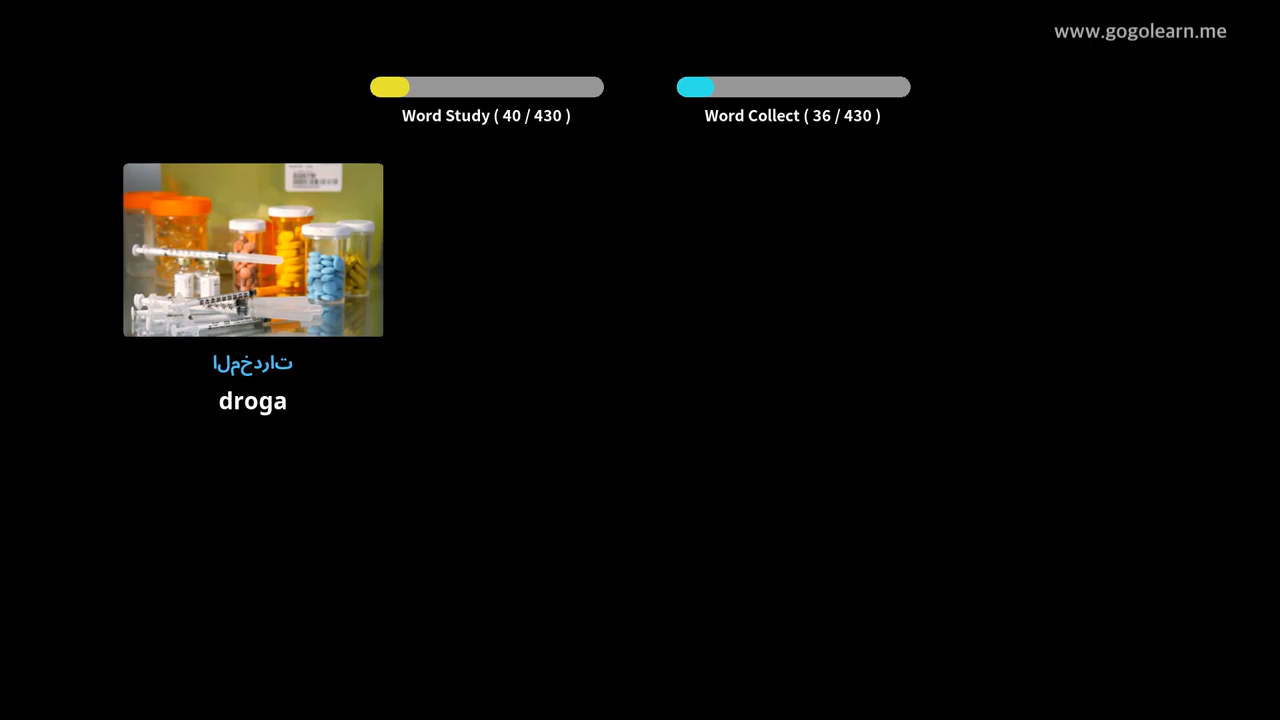 www.gogolearn.me
Word Study ( 40 / 430 )
Word Collect ( 36 / 430 )
المخدرات
droga